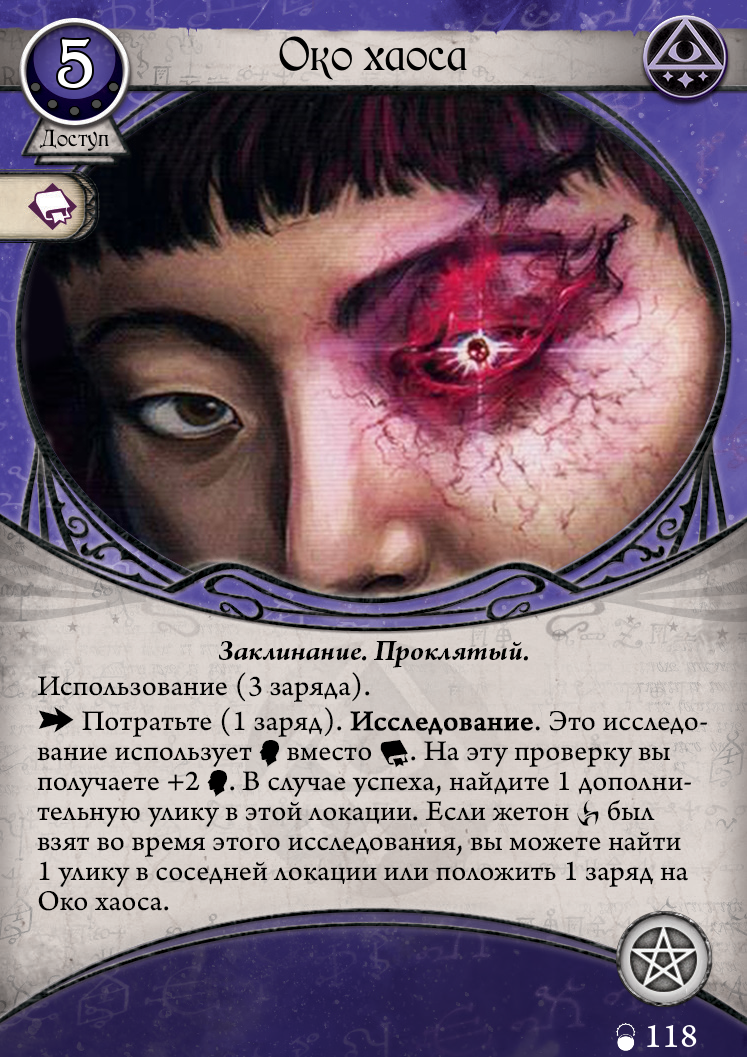 5
Око хаоса
Доступ
Заклинание. Проклятый.
Использование (3 заряда).
Потратьте (1 заряд). Исследование. Это исследо-
вание использует вместо . На эту проверку вы
получаете +2 . В случае успеха, найдите 1 дополни-
тельную улику в этой локации. Если жетон был
взят во время этого исследования, вы можете найти
1 улику в соседней локации или положить 1 заряд на
Око хаоса.
118